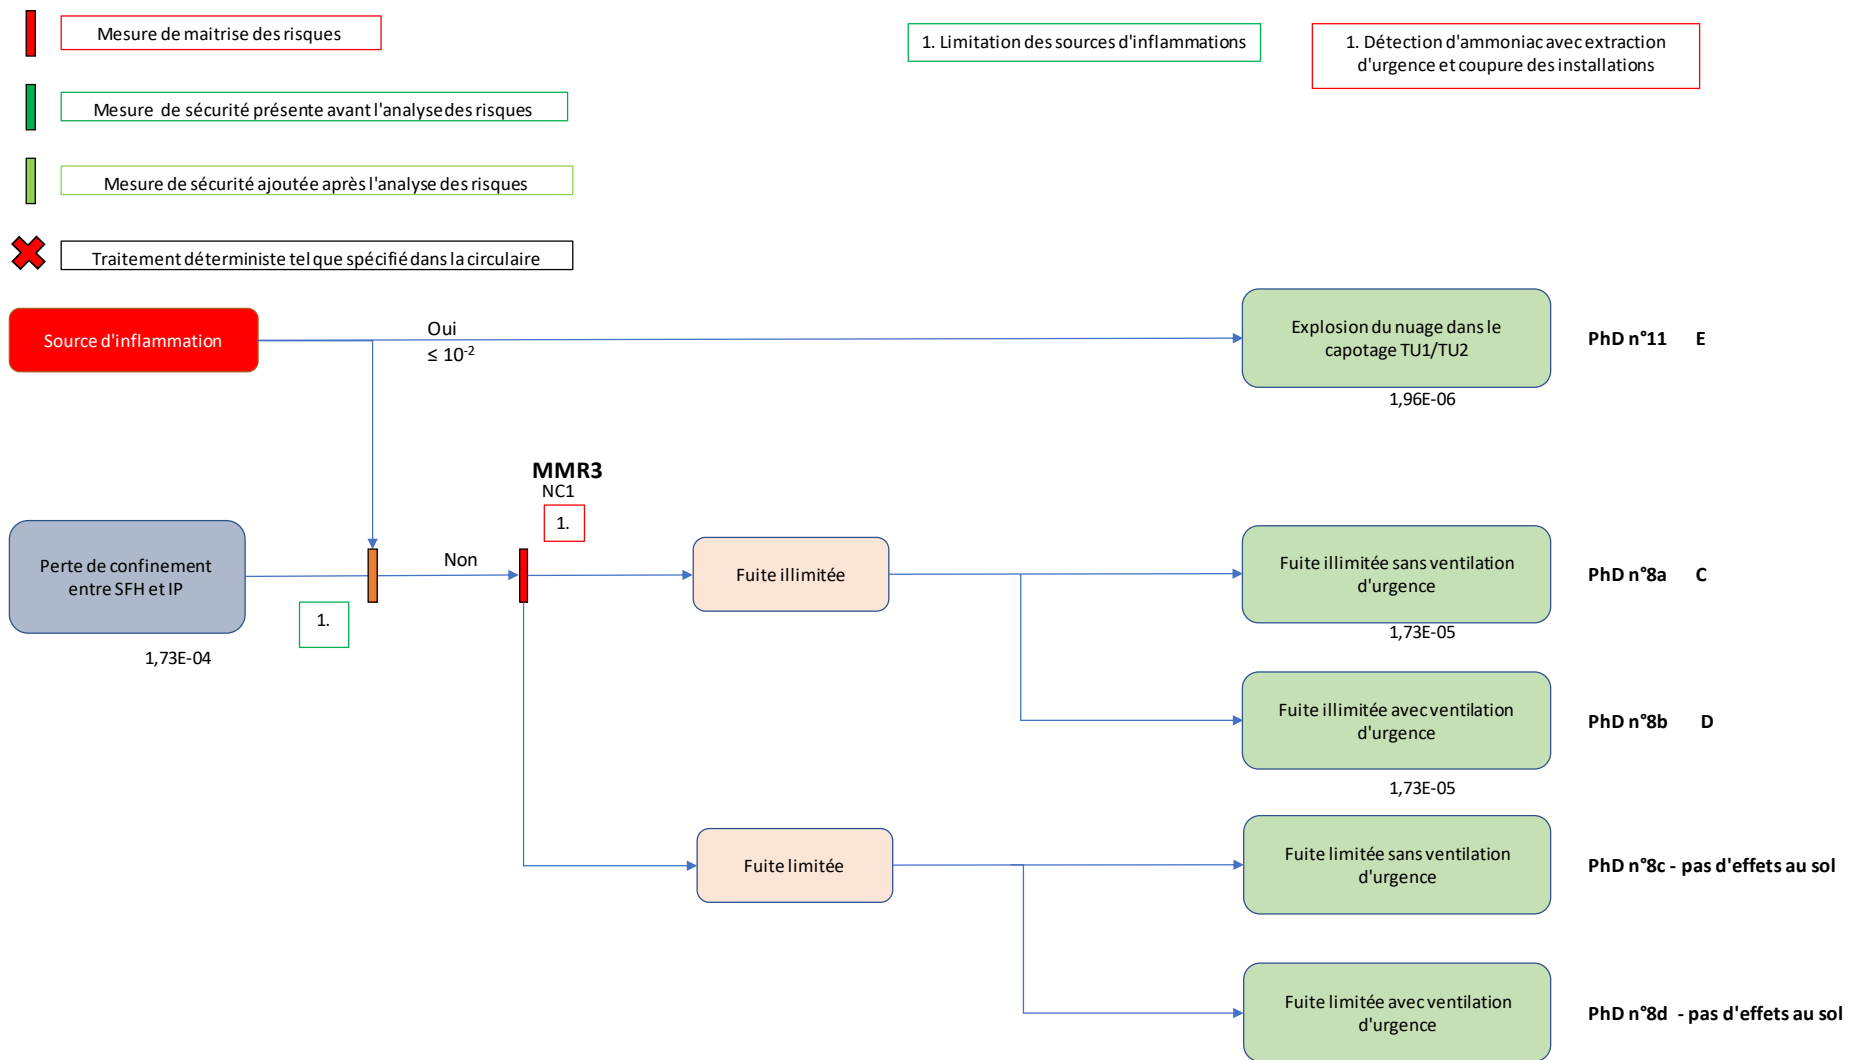 Mesure de maitrise des risques
1. Limitation des sources d'inflammations
1. Détection d'ammoniac avec extraction
d'urgence et coupure des installations
Mesure de sécurité présente avant l'analyse des risques
Mesure de sécurité ajoutée après l'analyse des risques
Traitement déterministe tel que spécifié dans la circulaire
Source d'inflammation
Oui
≤ 10⁻²
Explosion du nuage dans le
capotage TU1/TU2
PhD n°11 E
1,96E-06
MMR3
NC1
1.
Perte de confinement
entre SFH et IP
Non
Fuite illimitée
Fuite illimitée sans ventilation
d'urgence
PhD n°8a C
1.
1,73E-05
1,73E-04
Fuite illimitée avec ventilation
d'urgence
PhD n°8b D
1,73E-05
Fuite limitée
Fuite limitée sans ventilation
d'urgence
PhD n°8c - pas d'effets au sol
Fuite limitée avec ventilation
d'urgence
PhD n°8d - pas d'effets au sol